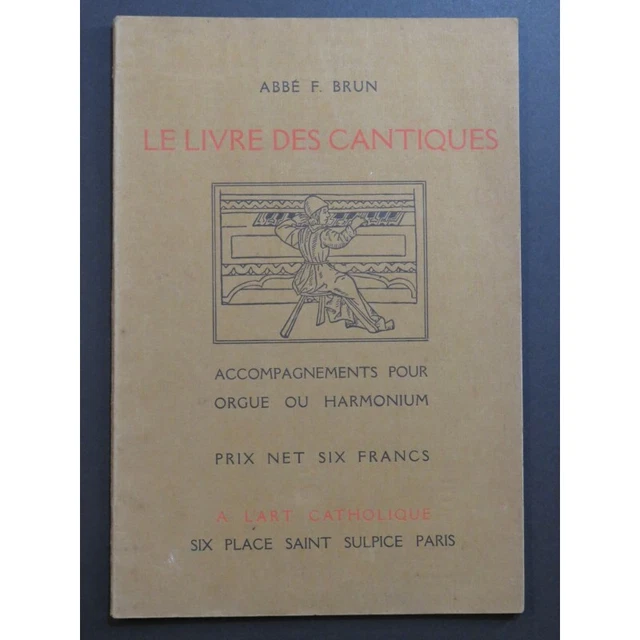 ABBÉ F. BRUN
LE LIVRE DES CANTIQUES
ACCOMPAGNEMENTS POUR
ORGUE OU HARMONIUM
PRIX NET SIX FRANCS
A L'ART CATHOLIQUE
SIX PLACE SAINT SULPICE PARIS